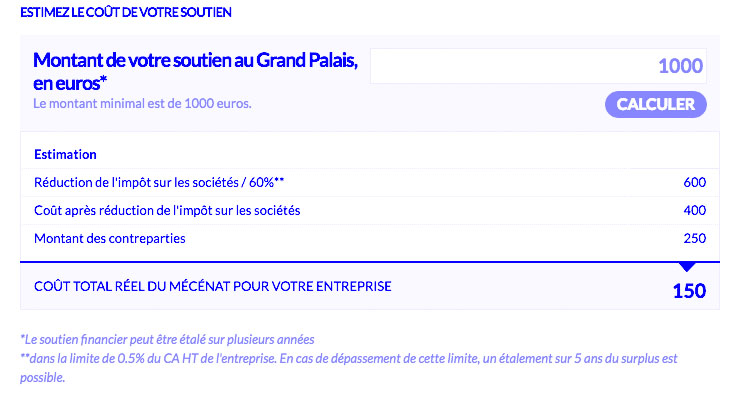 ESTIMEZ LE COÛT DE VOTRE SOUTIEN
Montant de votre soutien au Grand Palais,
en euros*
1000
Le montant minimal est de 1000 euros.
CALCULER
Estimation
Réduction de l'impôt sur les sociétés / 60%** 600
Coût après réduction de l'impôt sur les sociétés 400
Montant des contreparties 250
COÛT TOTAL RÉEL DU MÉCÉNAT POUR VOTRE ENTREPRISE 150
*Le soutien financier peut être étalé sur plusieurs années
**dans la limite de 0.5% du CA HT de l'entreprise. En cas de dépassement de cette limite, un étalement sur 5 ans du surplus est
possible.